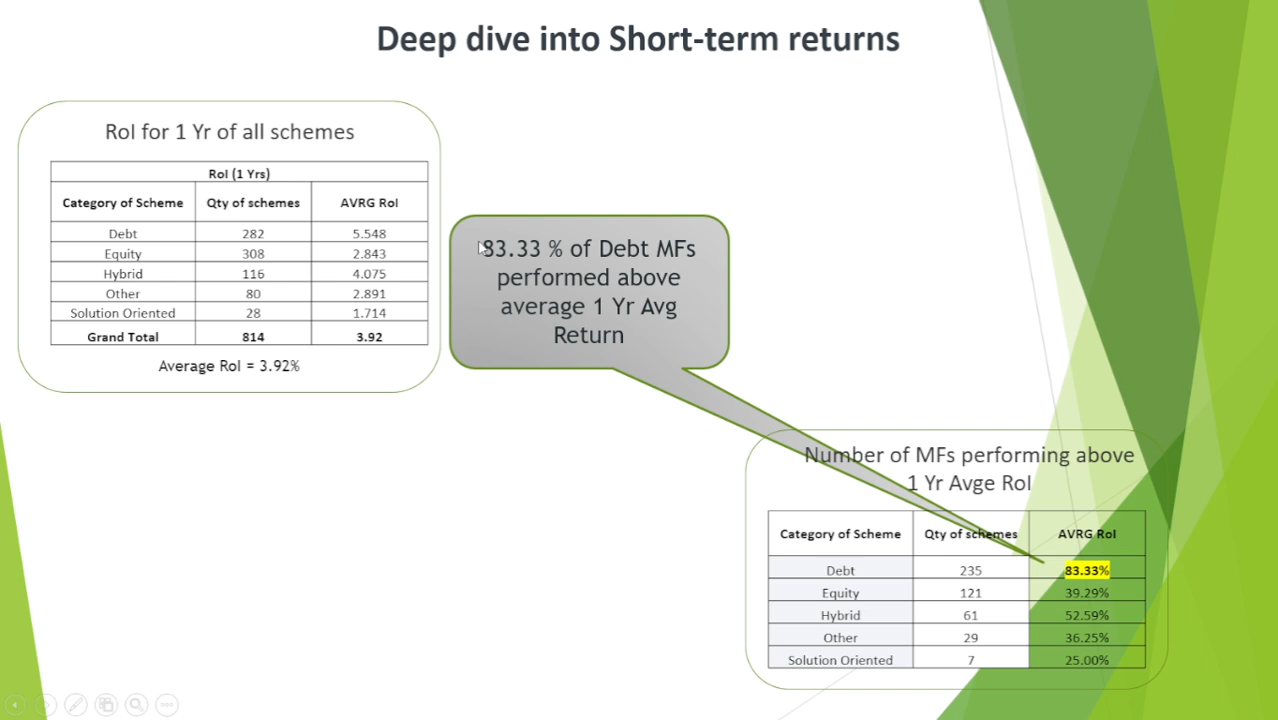 Deep dive into Short-term returns
RoI for 1 Yr of all schemes
RoI (1 Yrs)
Category of Scheme Qty of schemes AVRG RoI
Debt 282 5.548
Equity 308 2.843
Hybrid 116 4.075
Other 80 2.891
Solution Oriented 28 1.714
Grand Total 814 3.92
Average RoI = 3.92%
83.33 % of Debt MFs
performed above
average 1 Yr Avg
Return
Number of MFs performing above
1 Yr Avge RoI
Category of Scheme Qty of schemes AVRG RoI
Debt 235 83.33%
Equity 121 39.29%
Hybrid 61 52.59%
Other 29 36.25%
Solution Oriented 7 25.00%